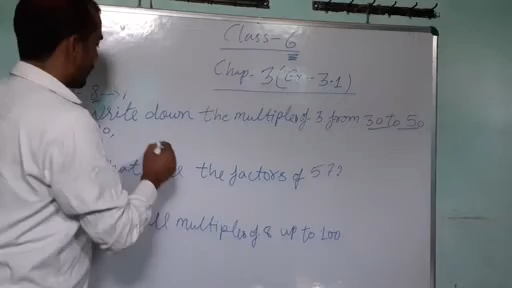 Class-6
Chap- 3 (Ex-3.1)
write down the multiples of 3 from 30 to 50
the factors of 57?
multiples of 8 up to 100